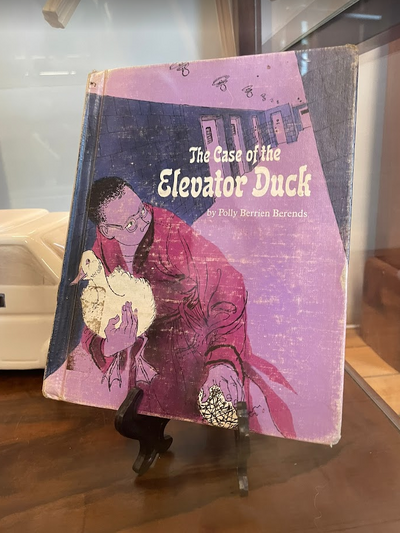 The Case of the
Elevator Duck
by Polly Berrien Berends